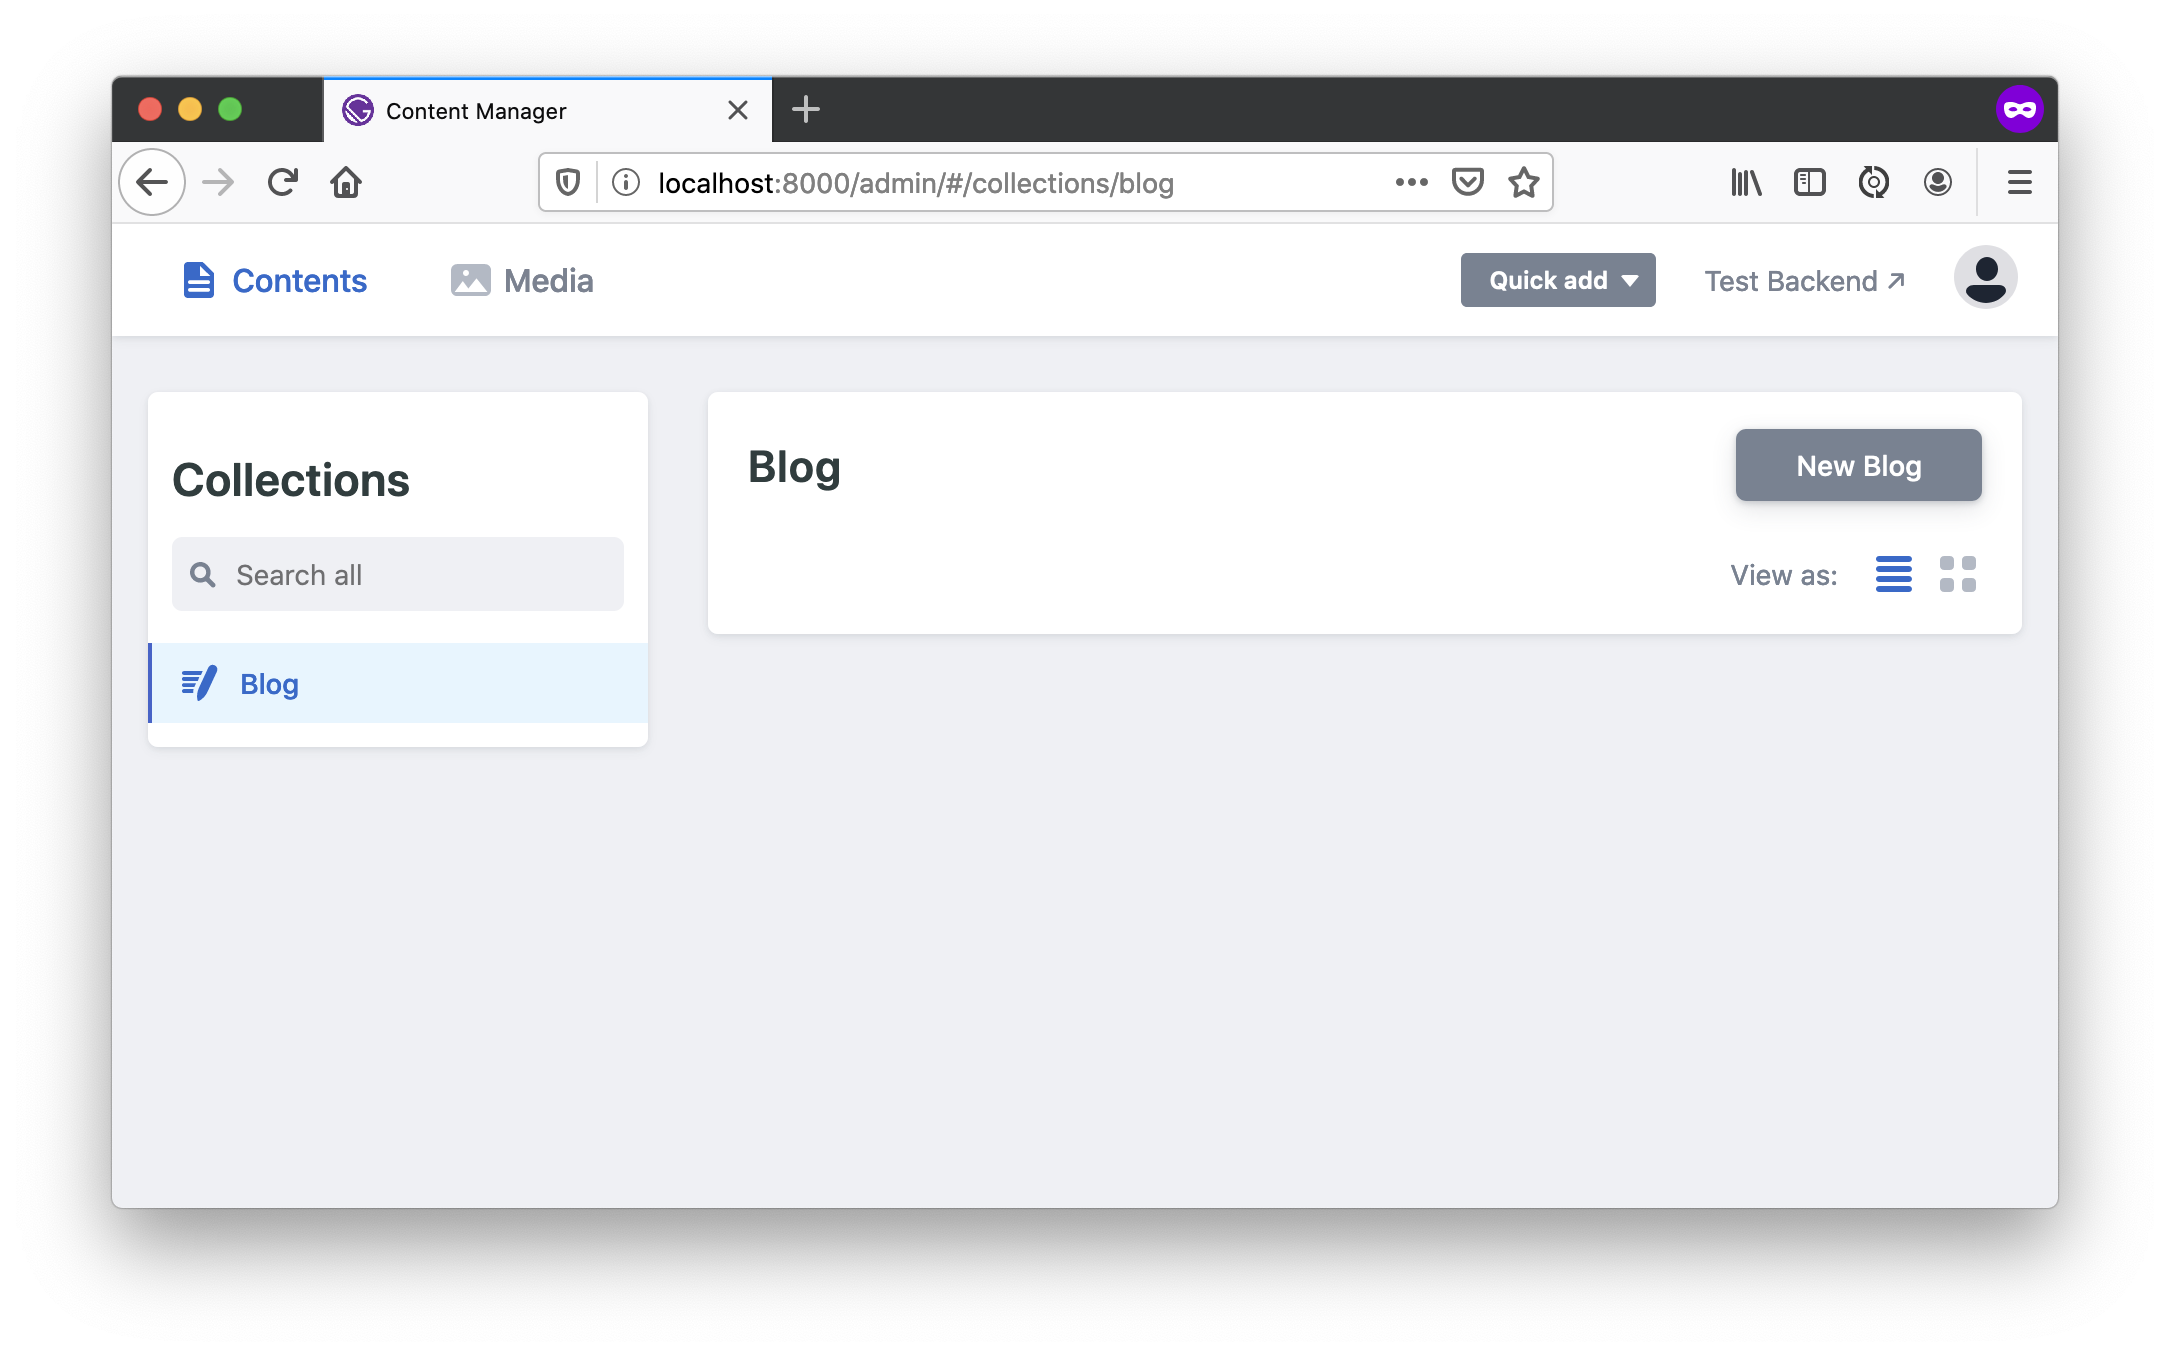 Content Manager
localhost:8000/admin/#/collections/blog
Contents
Media
Quick add
Test Backend
Collections
Search all
Blog
Blog
New Blog
View as: